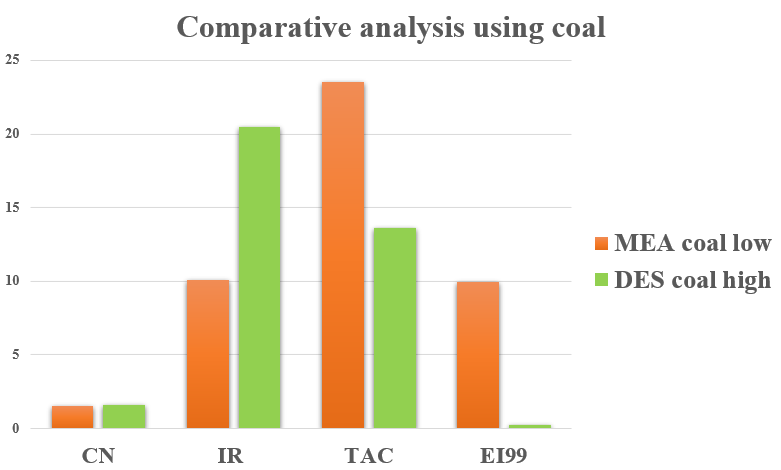 Comparative analysis using coal
25
20
15
10
5
0
CN IR TAC EI99
MEA coal low
DES coal high